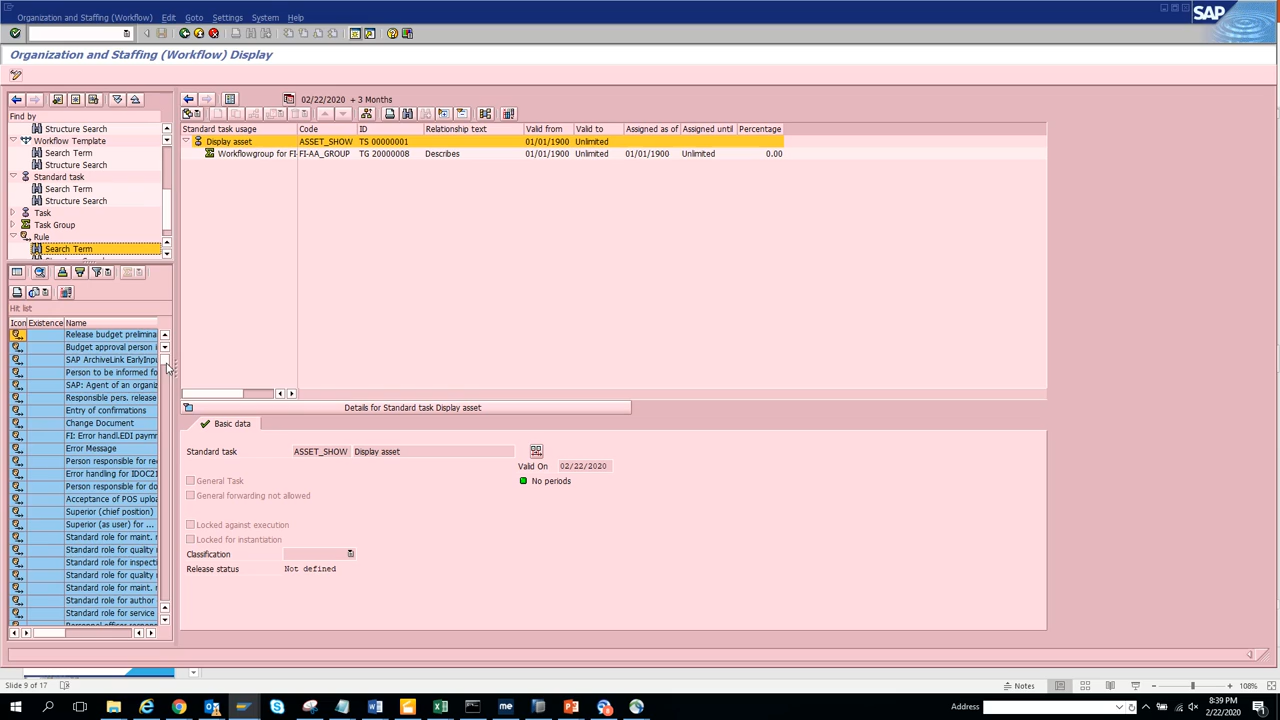 Organization and Staffing (Workflow) Edit Goto Settings System Help
SAP
Organization and Staffing (Workflow) Display
02/22/2020 + 3 Months
Find by
Structure Search
Workflow Template
Search Term
Structure Search
Standard task
Search Term
Structure Search
Task
Task Group
Rule
Search Term
Standard task usage Code ID Relationship text Valid from Valid to Assigned as of Assigned until Percentage
Display asset ASSET_SHOW TS 00000001 01/01/1900 Unlimited
Workflowgroup for FI- FI-AA_GROUP TG 20000008 Describes 01/01/1900 Unlimited 01/01/1900 Unlimited 0.00
Hit list
Icon Existence Name
Release budget prelimina
Budget approval person i
SAP ArchiveLink EarlyInpu
Person to be informed fo
SAP: Agent of an organiz
Responsible pers. release
Entry of confirmations
Change Document
FI: Error handl.EDI paym
Error Message
Person responsible for re
Error handling for IDOC21
Person responsible for do
Acceptance of POS uploa
Superior (chief position)
Superior (as user) for ...
Standard role for maint. n
Standard role for quality n
Standard role for inspecti
Standard role for quality n
Standard role for maint. n
Standard role for author
Standard role for service
Details for Standard task Display asset
Basic data
Standard task ASSET_SHOW Display asset
Valid On 02/22/2020
General Task No periods
General forwarding not allowed
Locked against execution
Locked for instantiation
Classification
Release status Not defined
Slide 9 of 17 Notes 108%
Address 8:39 PM
2/22/2020